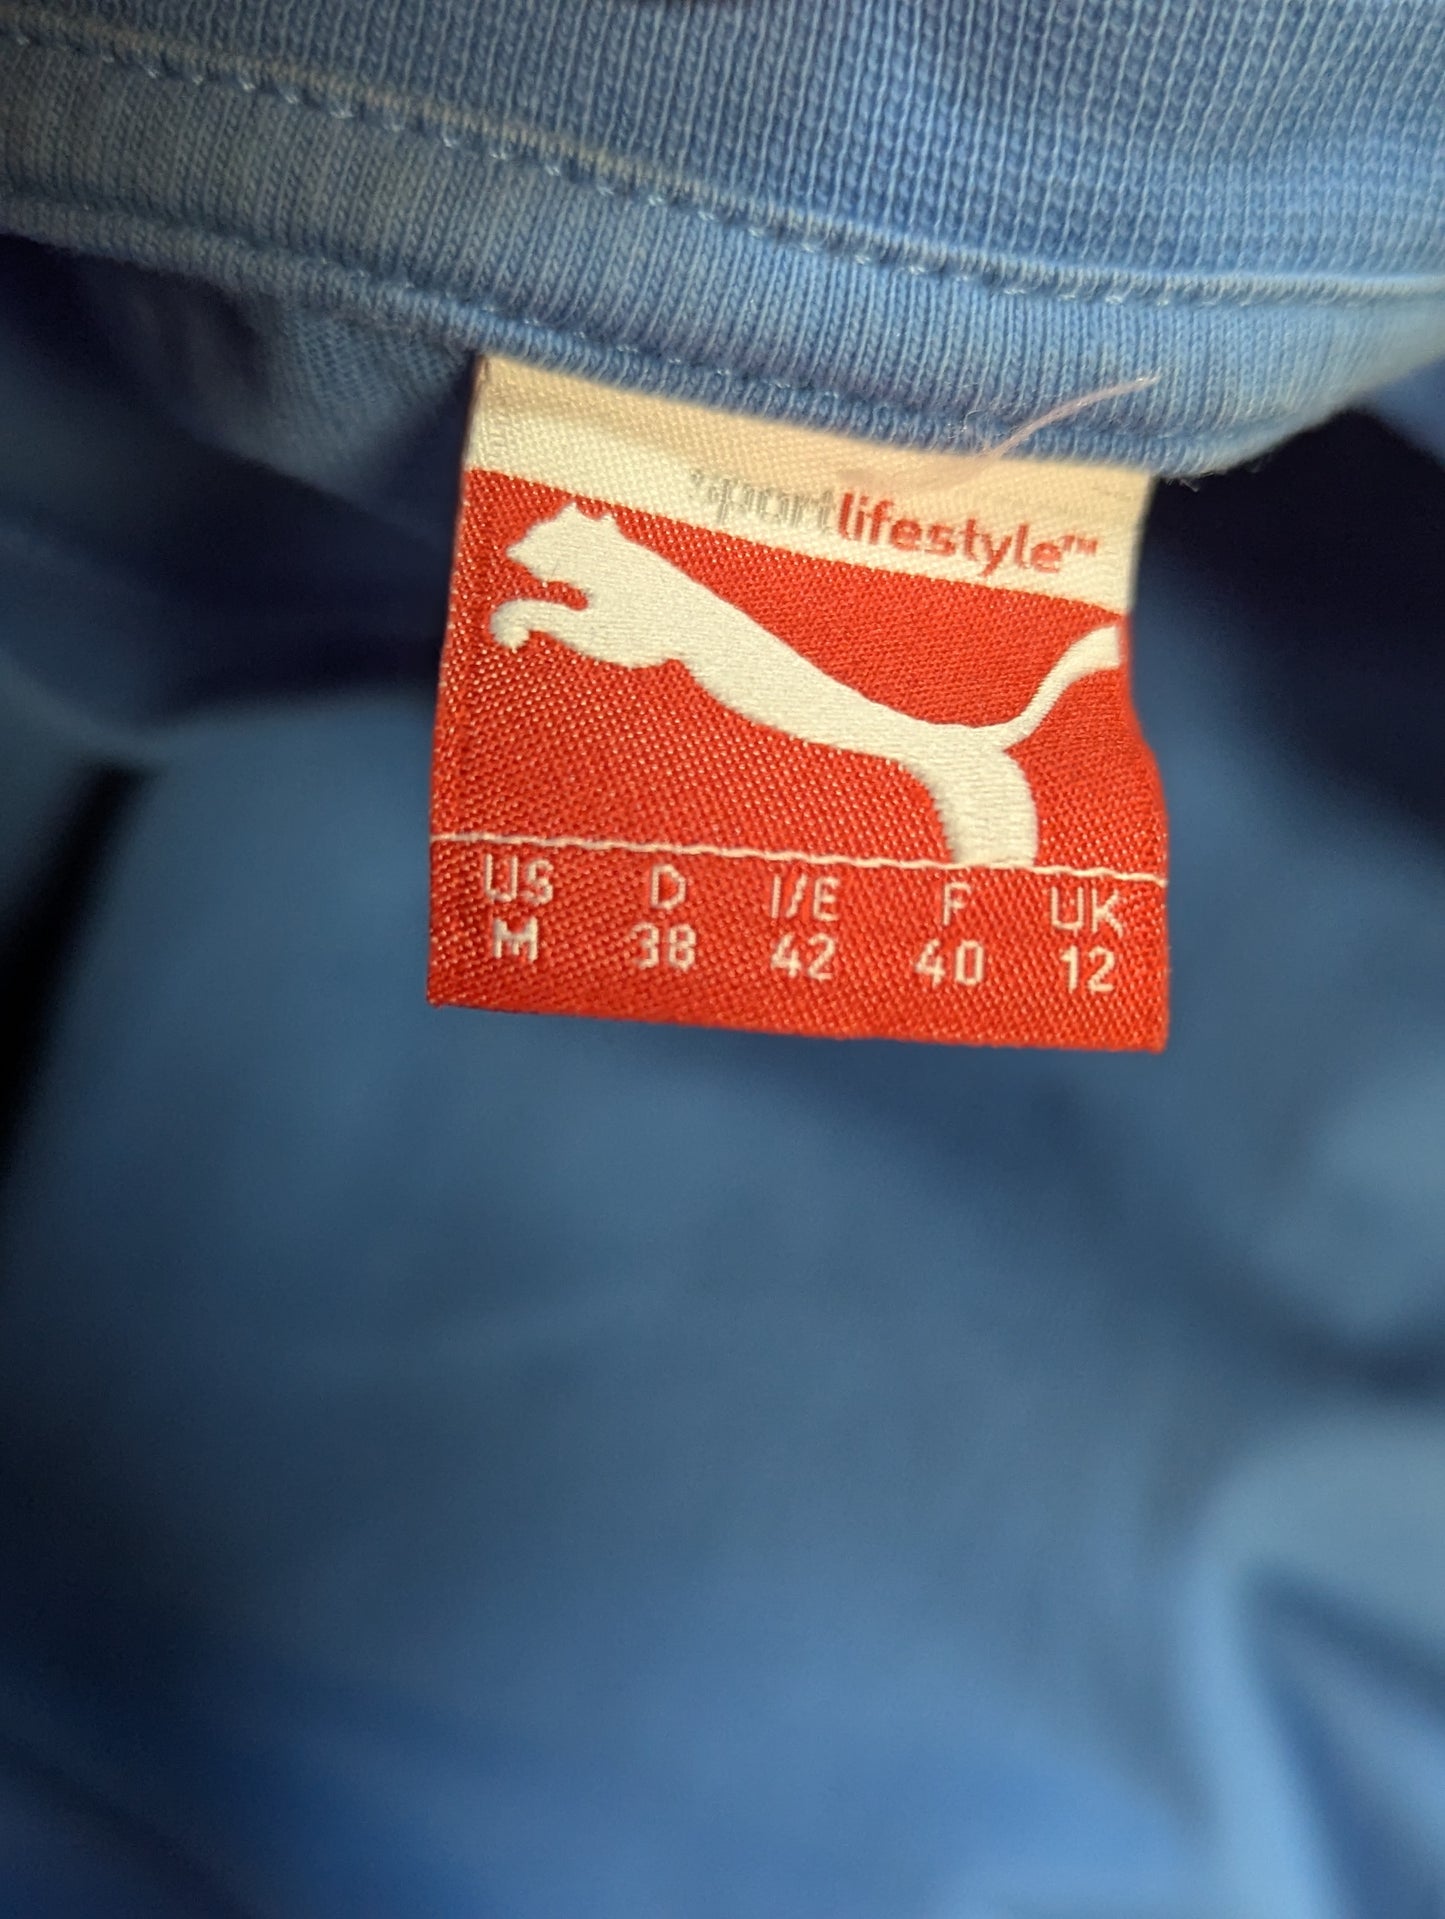 sportlifestyle™
US D I/E F UK
M 38 42 40 12